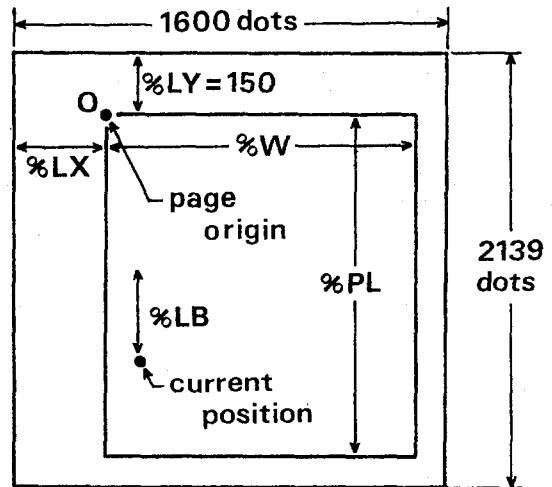 1600 dots
%LY=150
O
%W
%LX
page
origin
2139
dots
%PL
%LB
current
position